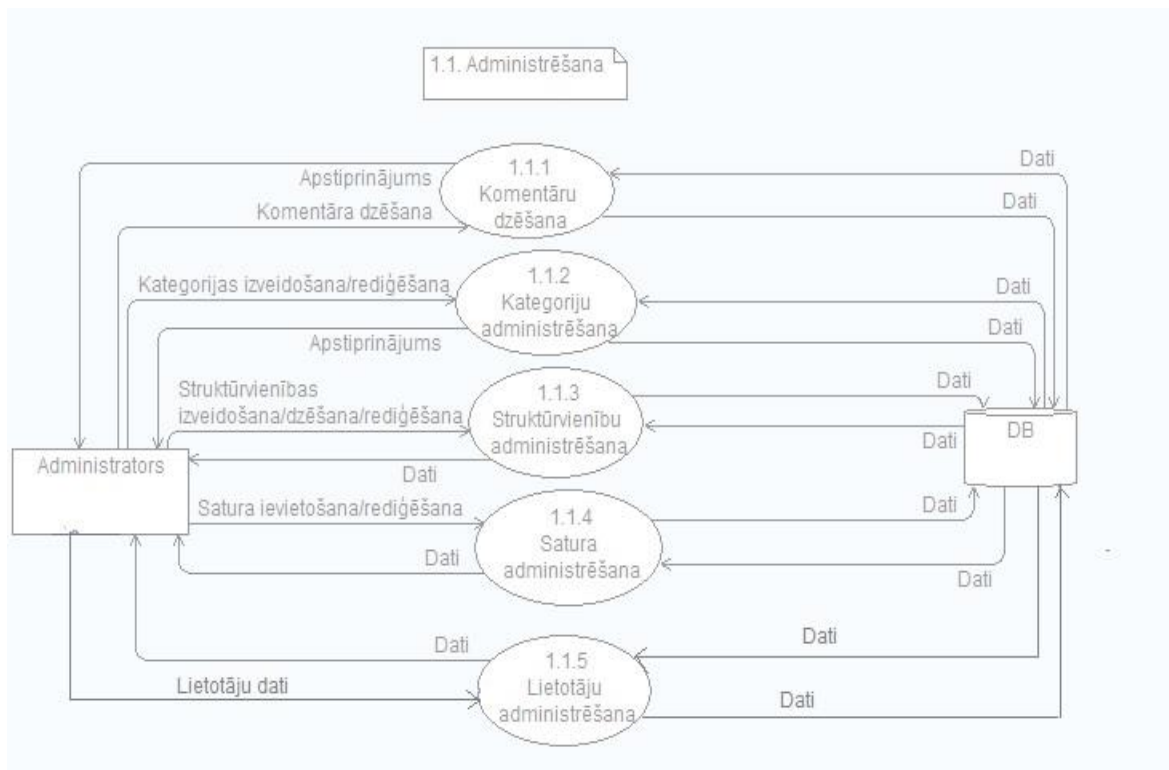 1.1. Administrēšana
Dati
1.1.1
Komentāru
dzēšana
Apstiprinājums
Komentāra dzēšana
Dati
Kategorijas izveidošana/rediģēšana
1.1.2
Kategoriju
administrēšana
Dati
Dati
Apstiprinājums
Struktūrvienības
izveidošana/dzēšana/rediģēšana
1.1.3
Struktūrvienību
administrēšana
Dati
Dati
DB
Administrators
Dati
Satura ievietošana/rediģēšana
1.1.4
Satura
administrēšana
Dati
Dati
Dati
Dati
1.1.5
Lietotāju
administrēšana
Dati
Lietotāju dati
Dati